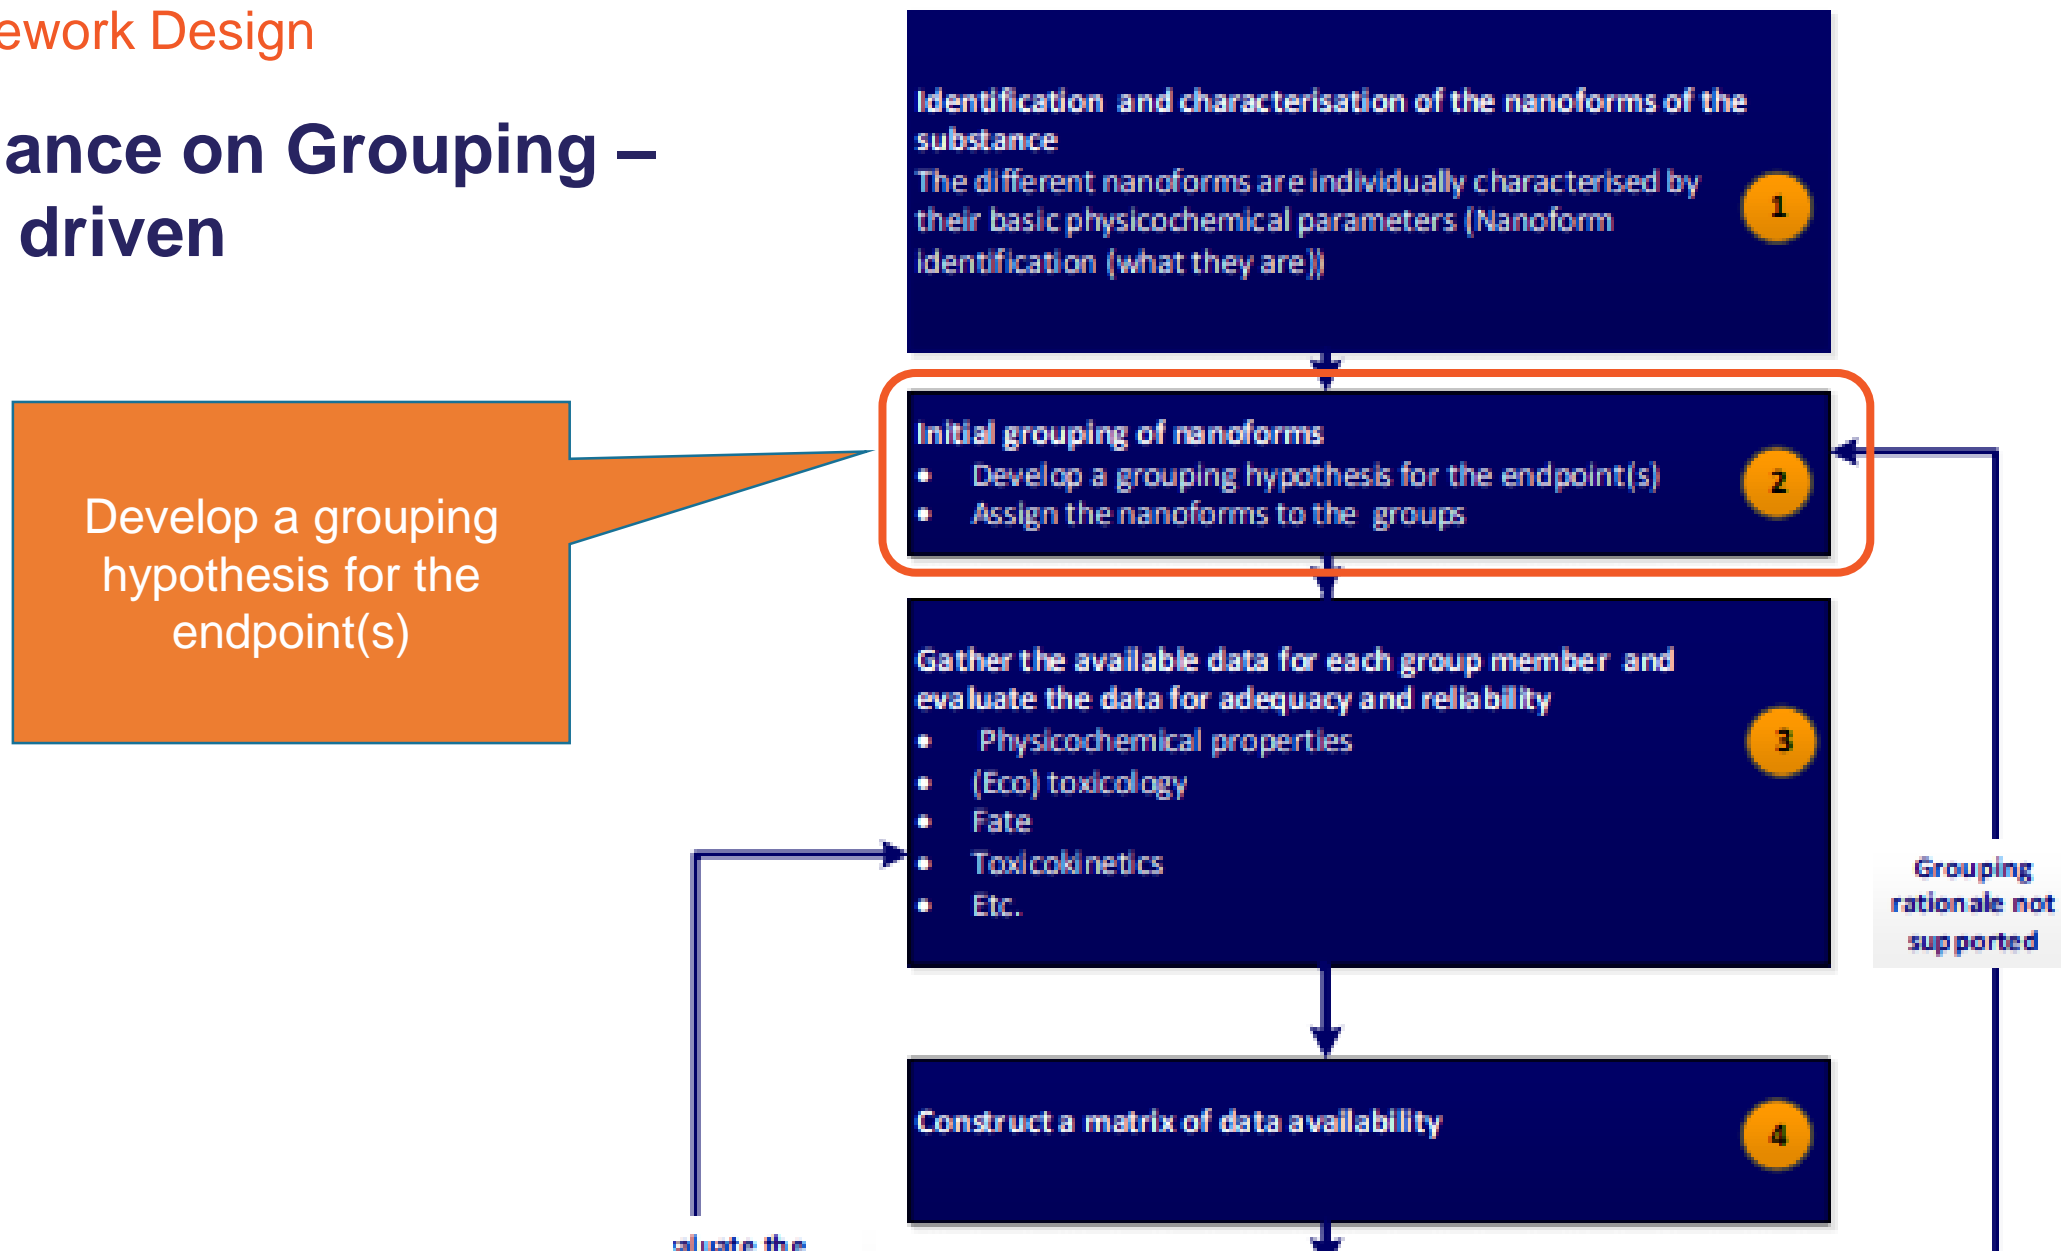 ework Design
ance on Grouping –
driven
Develop a grouping
hypothesis for the
endpoint(s)
Identification and characterisation of the nanoforms of the
substance
The different nanoforms are individually characterised by
their basic physicochemical parameters (Nanoform
identification (what they are))
1
Initial grouping of nanoforms
• Develop a grouping hypothesis for the endpoint(s)
• Assign the nanoforms to the groups
2
Gather the available data for each group member and
evaluate the data for adequacy and reliability
• Physicochemical properties
• (Eco) toxicology
• Fate
• Toxicokinetics
• Etc.
3
Grouping
rationale not
supported
Construct a matrix of data availability
4
aluate the